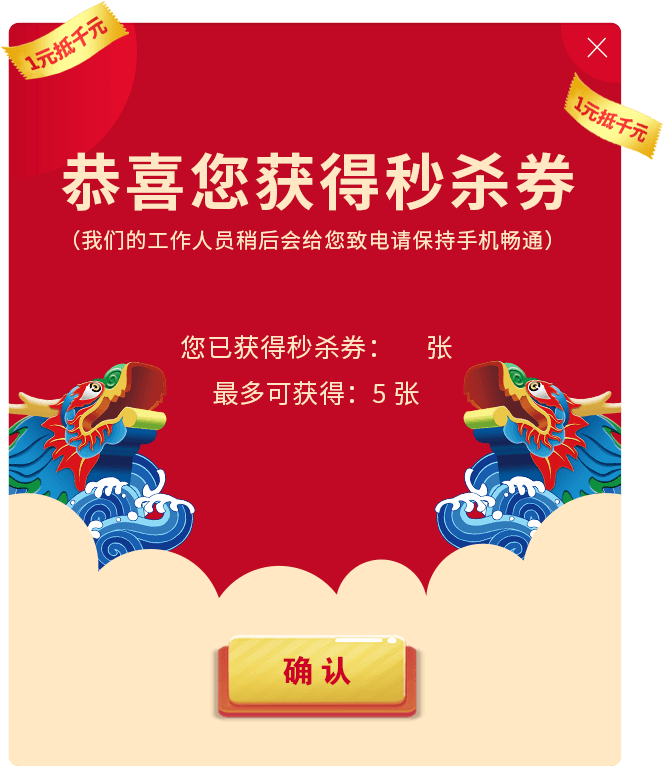 1元抵千元
1元抵千元
恭喜您获得秒杀券
（我们的工作人员稍后会给您致电请保持手机畅通）
您已获得秒杀券： 张
最多可获得：5 张
确 认